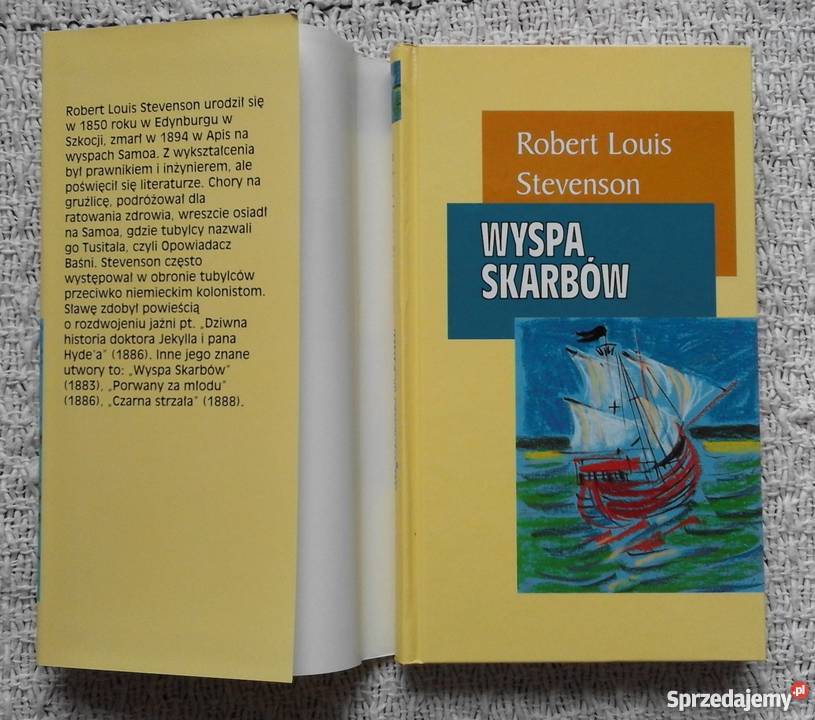 Robert Louis Stevenson urodził się
w 1850 roku w Edynburgu w
Szkocji, zmarł w 1894 w Apis na
wyspach Samoa. Z wykształcenia
był prawnikiem i inżynierem, ale
poświęcił się literaturze. Chory na
gruźlicę, podróżował dla
ratowania zdrowia, wreszcie osiadł
na Samoa, gdzie tubylcy nazwali
go Tusitala, czyli Opowiadacz
Baśni. Stevenson często
występował w obronie tubylców
przeciwko niemieckim kolonistom.
Sławę zdobył powieścią
o rozdwojeniu jaźni pt. „Dziwna
historia doktora Jekylla i pana
Hyde'a" (1886). Inne jego znane
utwory to: „Wyspa Skarbów"
(1883), „Porwany za młodu"
(1886), „Czarna strzała" (1888).
Robert Louis
Stevenson
WYSPA
SKARBÓW
Sprzedajemy.pl